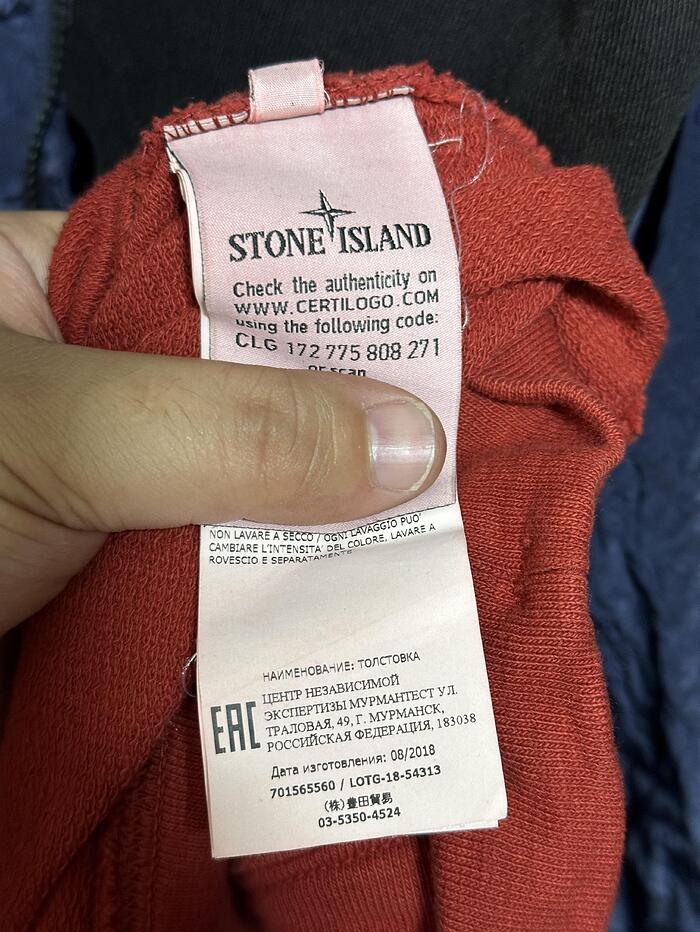 STONE ISLAND
Check the authenticity on
WWW.CERTILOGO.COM
using the following code:
CLG 172 775 808 271
or scan
NON LAVARE A SECCO / OGNI LAVAGGIO PUO'
CAMBIARE L'INTENSITA' DEL COLORE, LAVARE A
ROVESCIO E SEPARATAMENTE
НАИМЕНОВАНИЕ: ТОЛСТОВКА
EAC
ЦЕНТР НЕЗАВИСИМОЙ
ЭКСПЕРТИЗЫ МУРМАНТЕСТ УЛ.
ТРАЛОВАЯ, 49, Г. МУРМАНСК,
РОССИЙСКАЯ ФЕДЕРАЦИЯ, 183038
Дата изготовления: 08/2018
701565560 / LOTG-18-54313
(株)豊田貿易
03-5350-4524